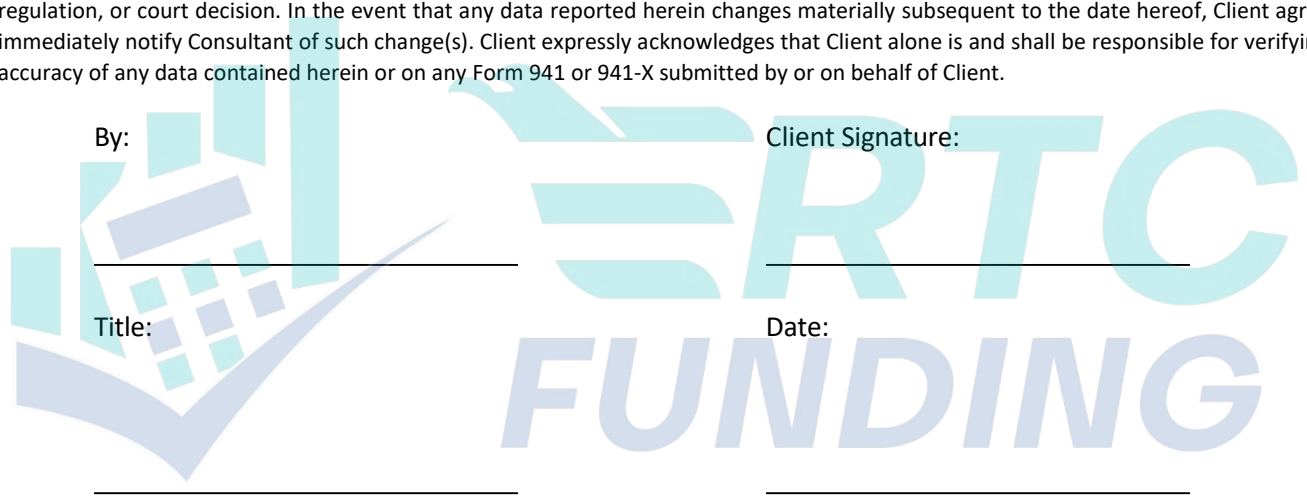 regulation, or court decision. In the event that any data reported herein changes materially subsequent to the date hereof, Client agr
immediately notify Consultant of such change(s). Client expressly acknowledges that Client alone is and shall be responsible for verifyi
accuracy of any data contained herein or on any Form 941 or 941-X submitted by or on behalf of Client.
By: Client Signature:
ERTC
Title: Date:
FUNDING